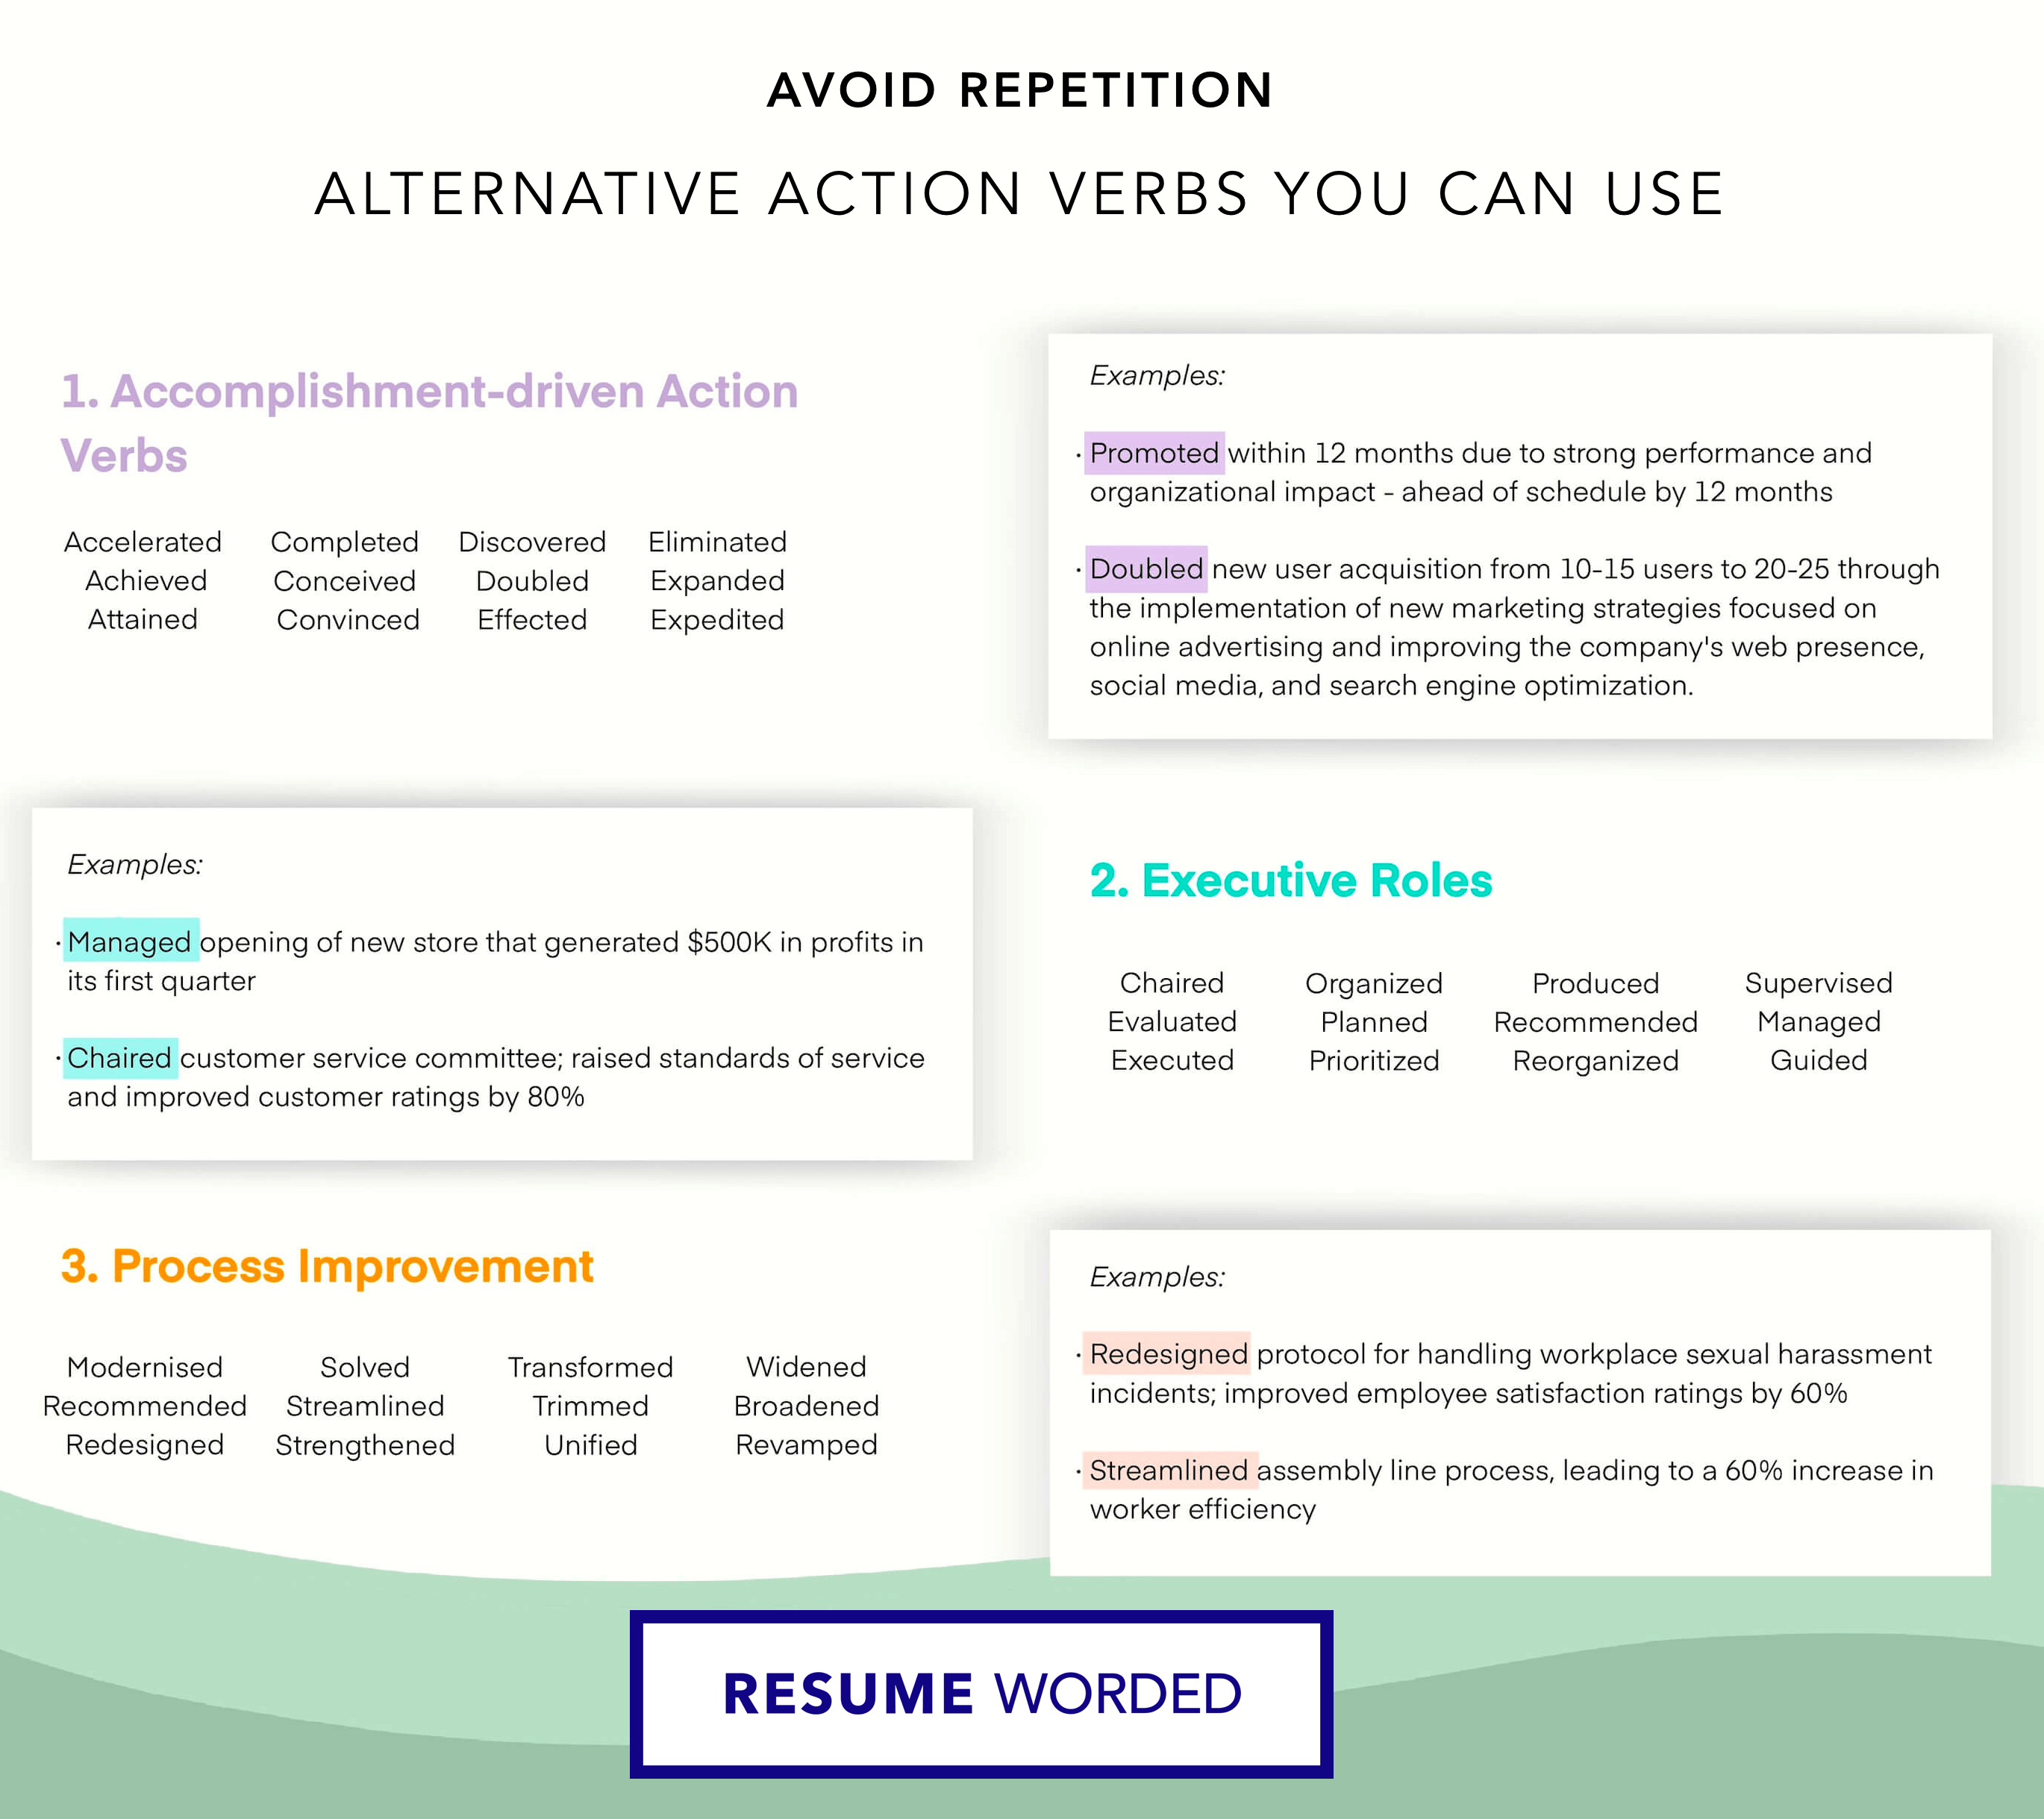 AVOID REPETITION
ALTERNATIVE ACTION VERBS YOU CAN USE
1. Accomplishment-driven Action
Verbs
Accelerated Completed Discovered Eliminated
Achieved Conceived Doubled Expanded
Attained Convinced Effected Expedited
Examples:
· Promoted within 12 months due to strong performance and
organizational impact - ahead of schedule by 12 months
· Doubled new user acquisition from 10-15 users to 20-25 through
the implementation of new marketing strategies focused on
online advertising and improving the company's web presence,
social media, and search engine optimization.
Examples:
· Managed opening of new store that generated $500K in profits in
its first quarter
· Chaired customer service committee; raised standards of service
and improved customer ratings by 80%
2. Executive Roles
Chaired Organized Produced Supervised
Evaluated Planned Recommended Managed
Executed Prioritized Reorganized Guided
3. Process Improvement
Modernised Solved Transformed Widened
Recommended Streamlined Trimmed Broadened
Redesigned Strengthened Unified Revamped
Examples:
· Redesigned protocol for handling workplace sexual harassment
incidents; improved employee satisfaction ratings by 60%
· Streamlined assembly line process, leading to a 60% increase in
worker efficiency
RESUME WORDED